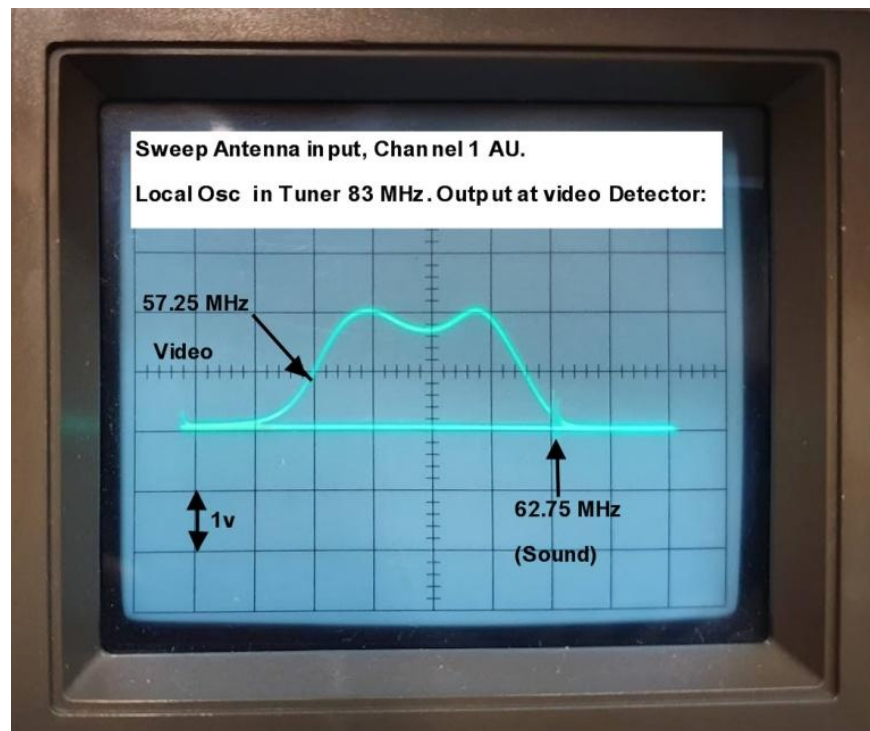 Sweep Antenna input, Channel 1 AU.
Local Osc in Tuner 83 MHz. Output at video Detector:
57.25 MHz
Video
1v
62.75 MHz
(Sound)